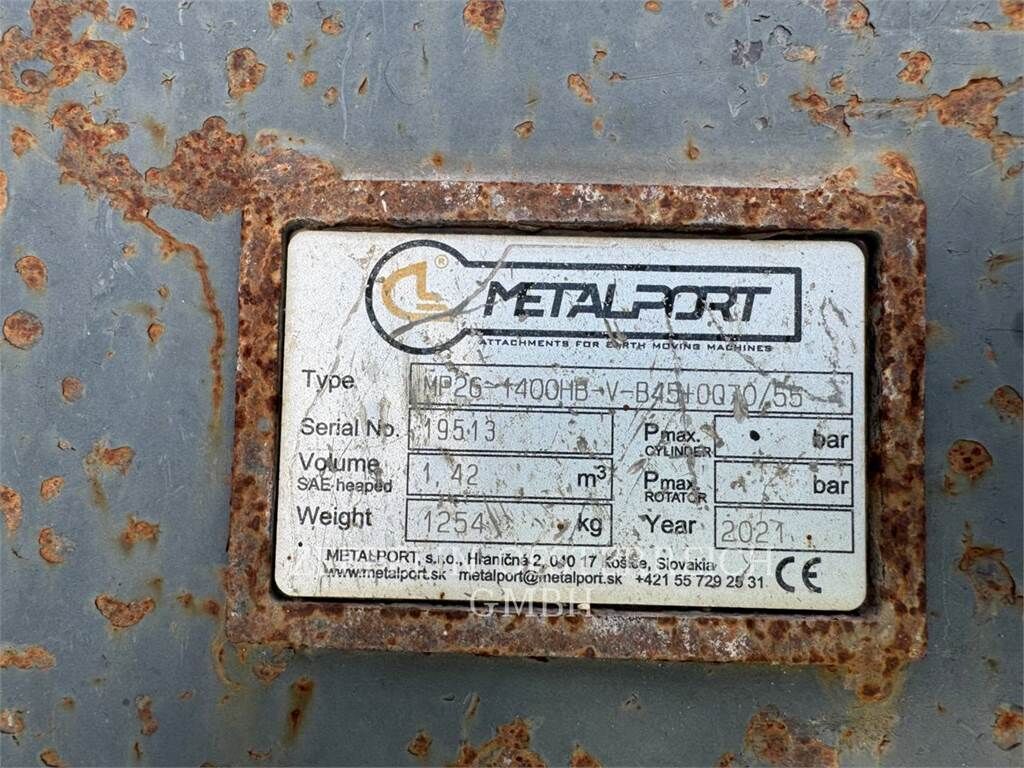 METALPORT ®
ATTACHMENTS FOR EARTH MOVING MACHINES
Type MP26-1400HB-V-B45+OQ70/55
Serial No. 19513 Pmax. CYLINDER bar
Volume SAE heaped 1,42 m³ Pmax. ROTATOR bar
Weight 1254 kg Year 2021
METALPORT, s.r.o., Hraničná 2, 040 17 Košice, Slovakia
www.metalport.sk metalport@metalport.sk +421 55 729 25 31 CE
GMBH